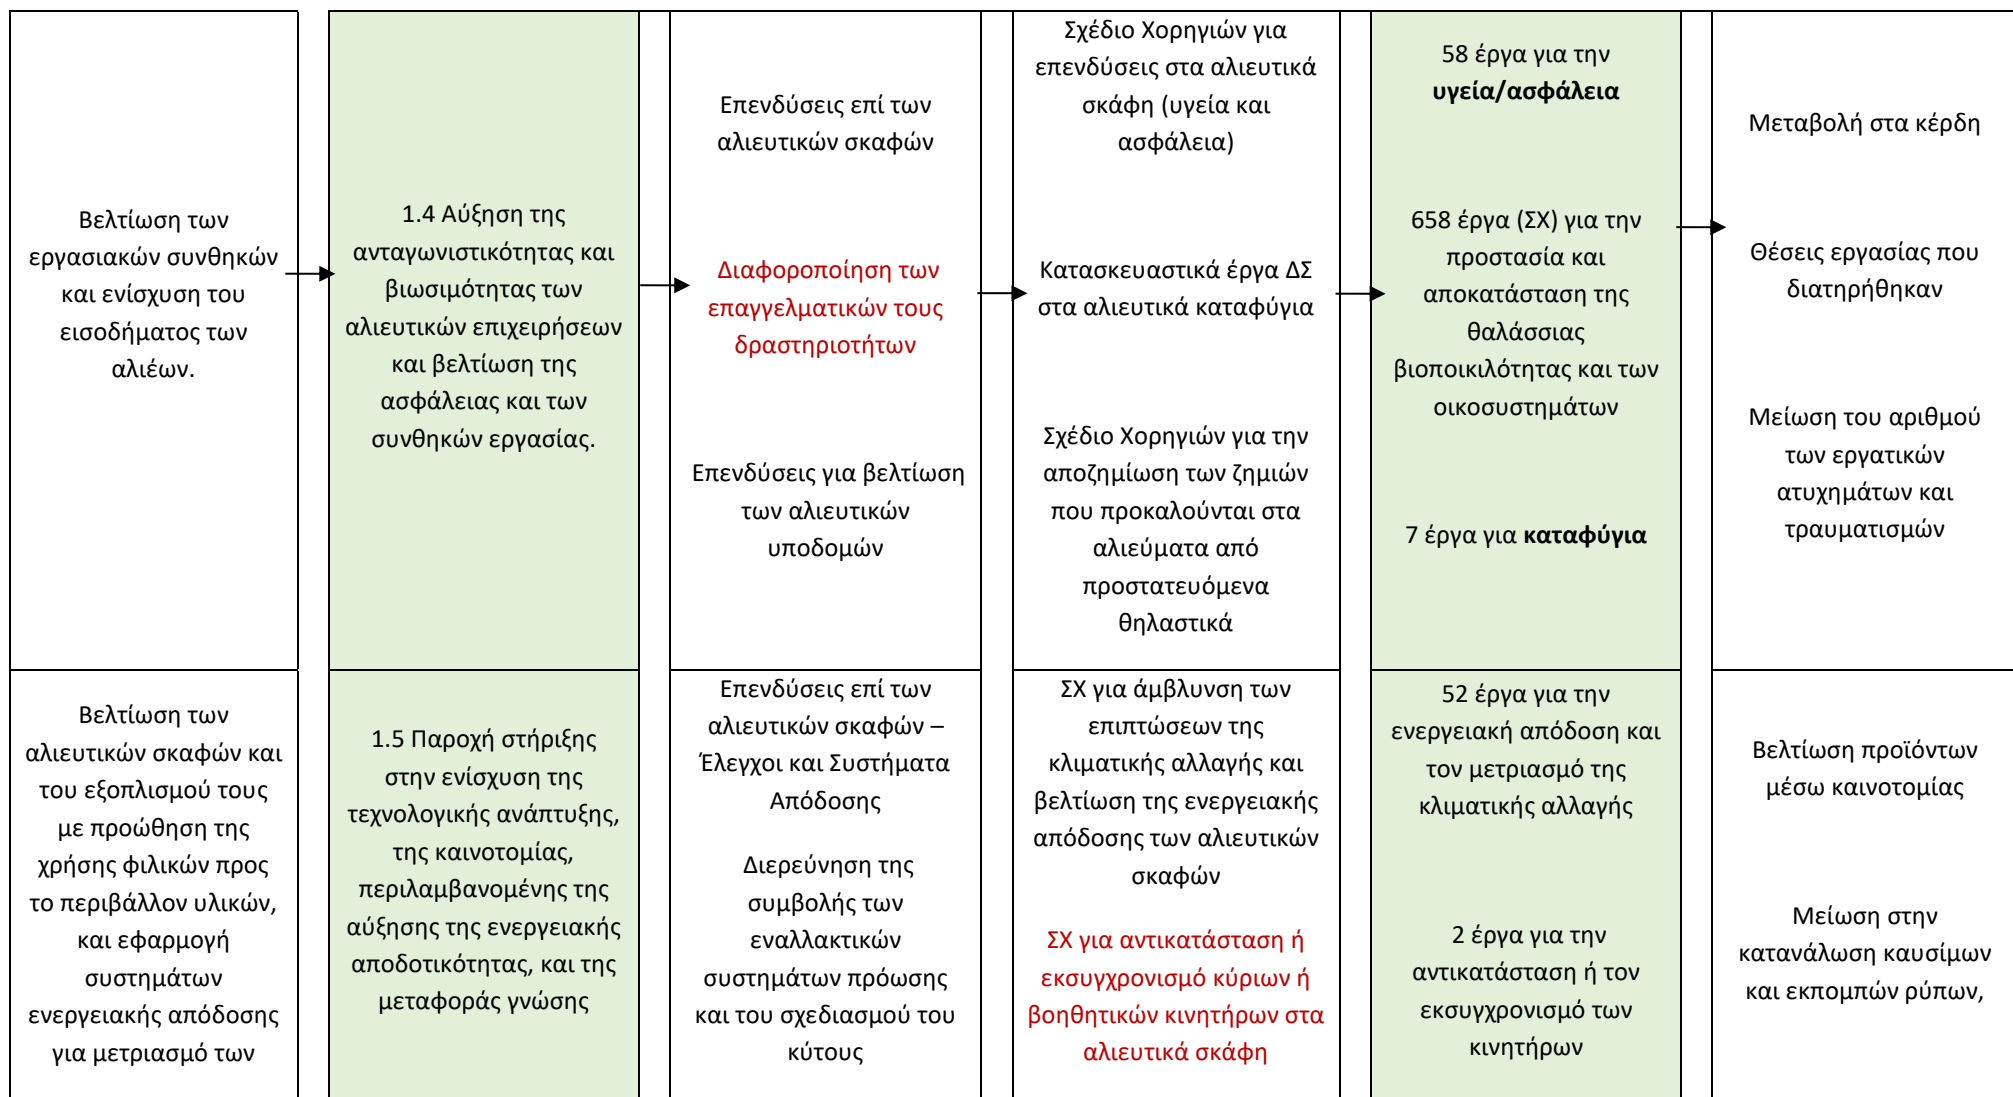 Βελτίωση των
εργασιακών συνθηκών
και ενίσχυση του
εισοδήματος των
αλιέων.
1.4 Αύξηση της
ανταγωνιστικότητας και
βιωσιμότητας των
αλιευτικών επιχειρήσεων
και βελτίωση της
ασφάλειας και των
συνθηκών εργασίας.
Επενδύσεις επί των
αλιευτικών σκαφών
Διαφοροποίηση των
επαγγελματικών τους
δραστηριοτήτων
Επενδύσεις για βελτίωση
των αλιευτικών
υποδομών
Σχέδιο Χορηγιών για
επενδύσεις στα αλιευτικά
σκάφη (υγεία και
ασφάλεια)
Κατασκευαστικά έργα ΔΣ
στα αλιευτικά καταφύγια
Σχέδιο Χορηγιών για την
αποζημίωση των ζημιών
που προκαλούνται στα
αλιεύματα από
προστατευόμενα
θηλαστικά
58 έργα για την
υγεία/ασφάλεια
658 έργα (ΣΧ) για την
προστασία και
αποκατάσταση της
θαλάσσιας
βιοποικιλότητας και των
οικοσυστημάτων
7 έργα για καταφύγια
Μεταβολή στα κέρδη
Θέσεις εργασίας που
διατηρήθηκαν
Μείωση του αριθμού
των εργατικών
ατυχημάτων και
τραυματισμών
Βελτίωση των
αλιευτικών σκαφών και
του εξοπλισμού τους
με προώθηση της
χρήσης φιλικών προς
το περιβάλλον υλικών,
και εφαρμογή
συστημάτων
ενεργειακής απόδοσης
για μετριασμό των
1.5 Παροχή στήριξης
στην ενίσχυση της
τεχνολογικής ανάπτυξης,
της καινοτομίας,
περιλαμβανομένης της
αύξησης της ενεργειακής
αποδοτικότητας, και της
μεταφοράς γνώσης
Επενδύσεις επί των
αλιευτικών σκαφών –
Έλεγχοι και Συστήματα
Απόδοσης
Διερεύνηση της
συμβολής των
εναλλακτικών
συστημάτων πρόωσης
και του σχεδιασμού του
κύτους
ΣΧ για άμβλυνση των
επιπτώσεων της
κλιματικής αλλαγής και
βελτίωση της ενεργειακής
απόδοσης των αλιευτικών
σκαφών
ΣΧ για αντικατάσταση ή
εκσυγχρονισμό κύριων ή
βοηθητικών κινητήρων στα
αλιευτικά σκάφη
52 έργα για την
ενεργειακή απόδοση και
τον μετριασμό της
κλιματικής αλλαγής
2 έργα για την
αντικατάσταση ή τον
εκσυγχρονισμό των
κινητήρων
Βελτίωση προϊόντων
μέσω καινοτομίας
Μείωση στην
κατανάλωση καυσίμων
και εκπομπών ρύπων,